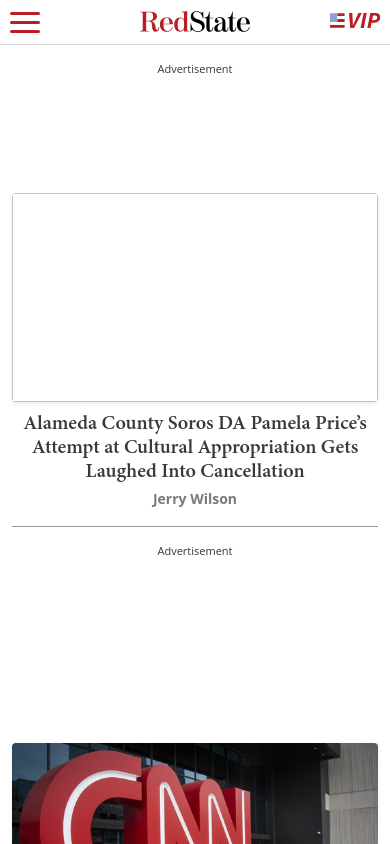 RedState
VIP
Advertisement
Alameda County Soros DA Pamela Price’s
Attempt at Cultural Appropriation Gets
Laughed Into Cancellation
Jerry Wilson
Advertisement
CNN